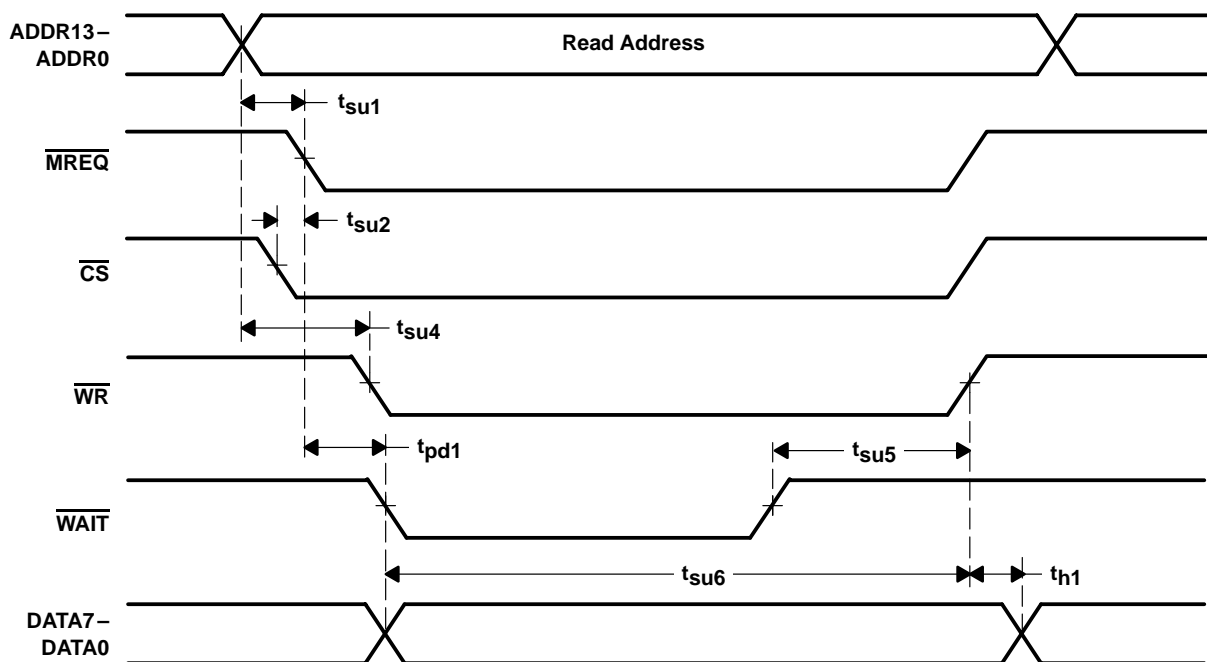 ADDR13–
ADDR0
Read Address
tsu1
MREQ
tsu2
CS
tsu4
WR
tpd1
tsu5
WAIT
tsu6
th1
DATA7–
DATA0